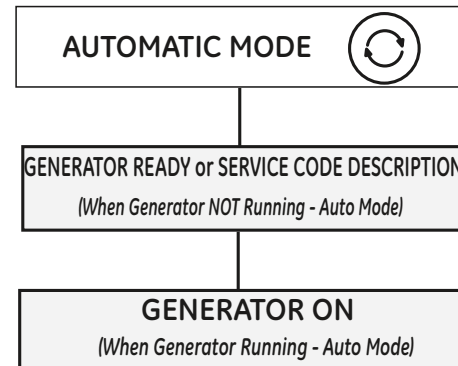 AUTOMATIC MODE
GENERATOR READY or SERVICE CODE DESCRIPTION
(When Generator NOT Running - Auto Mode)
GENERATOR ON
(When Generator Running - Auto Mode)